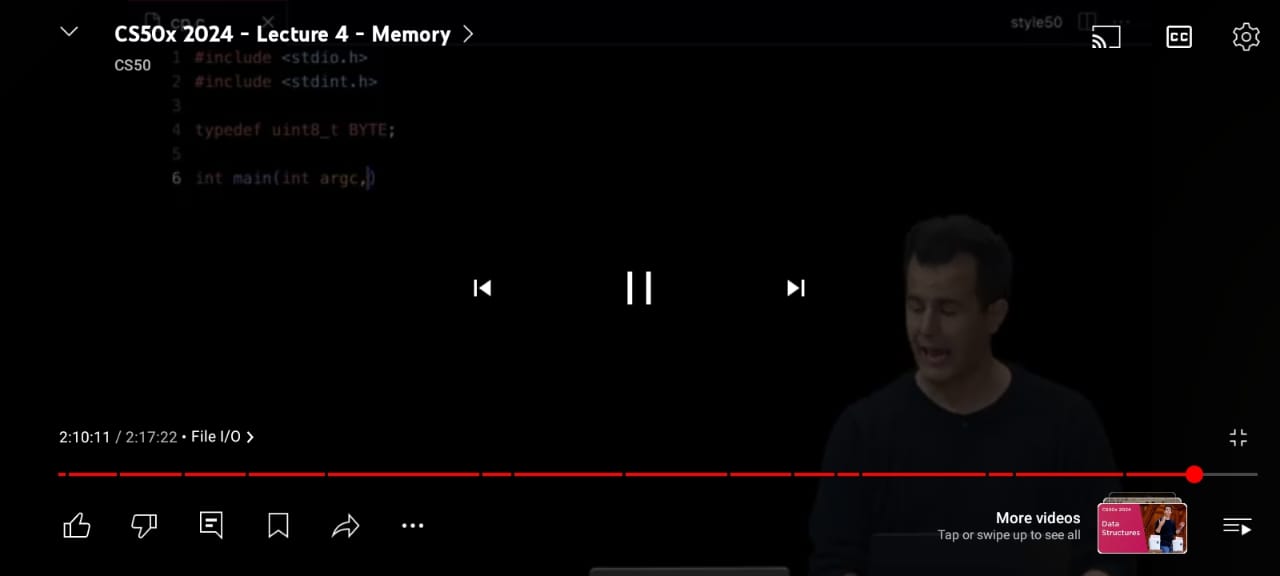 cp.c
style50
CS50x 2024 - Lecture 4 - Memory
CS50
CC
1 #include <stdio.h>
2 #include <stdint.h>
3
4 typedef uint8_t BYTE;
5
6 int main(int argc,)
2:10:11 / 2:17:22 • File I/O
More videos
Tap or swipe up to see all
CS50x 2024
Data
Structures